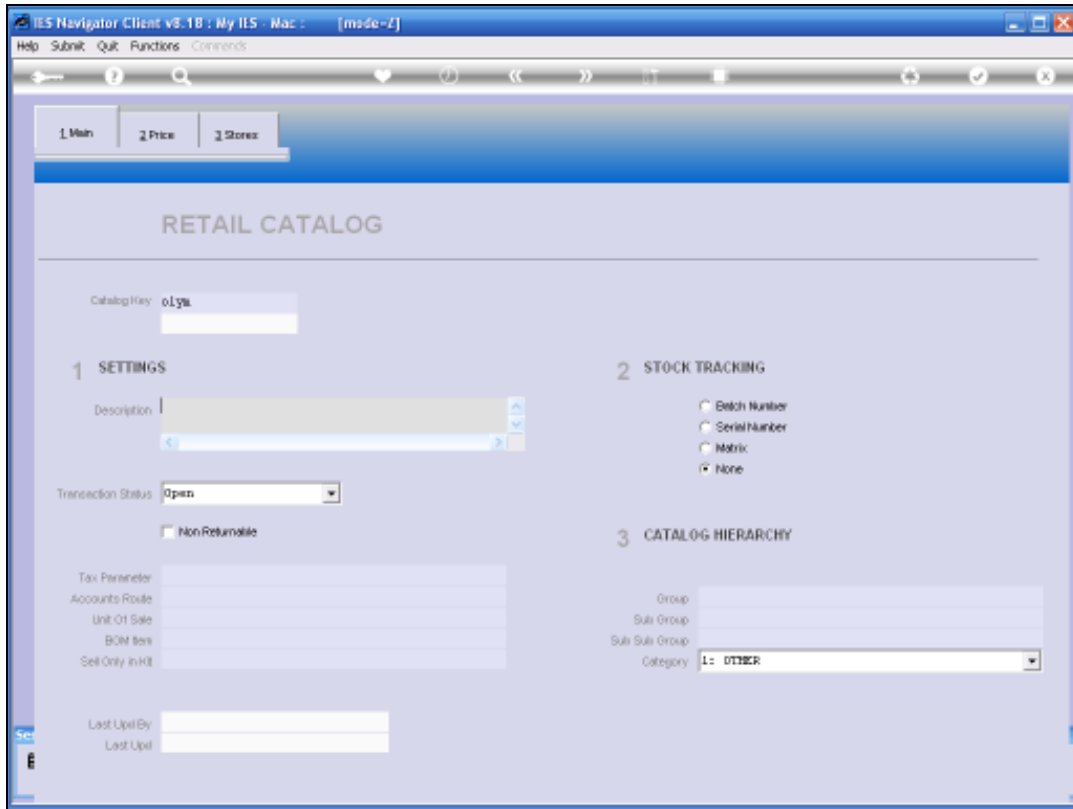 IES Navigator Client v8.1B : My IES - Mac : [mode=Z]
Help Submit Quit Functions Commands
1 Main 2 Price 3 Stores
RETAIL CATALOG
Catalog Key olym
1 SETTINGS
2 STOCK TRACKING
Description
Batch Number
Serial Number
Matrix
None
Transaction Status Open
Non Returnable
3 CATALOG HIERARCHY
Tax Parameter
Accounts Route
Unit Of Sale
BOM Item
Sell Only in Kit
Group
Sub Group
Sub Sub Group
Category 1: OTHER
Last Upd By
Last Upd